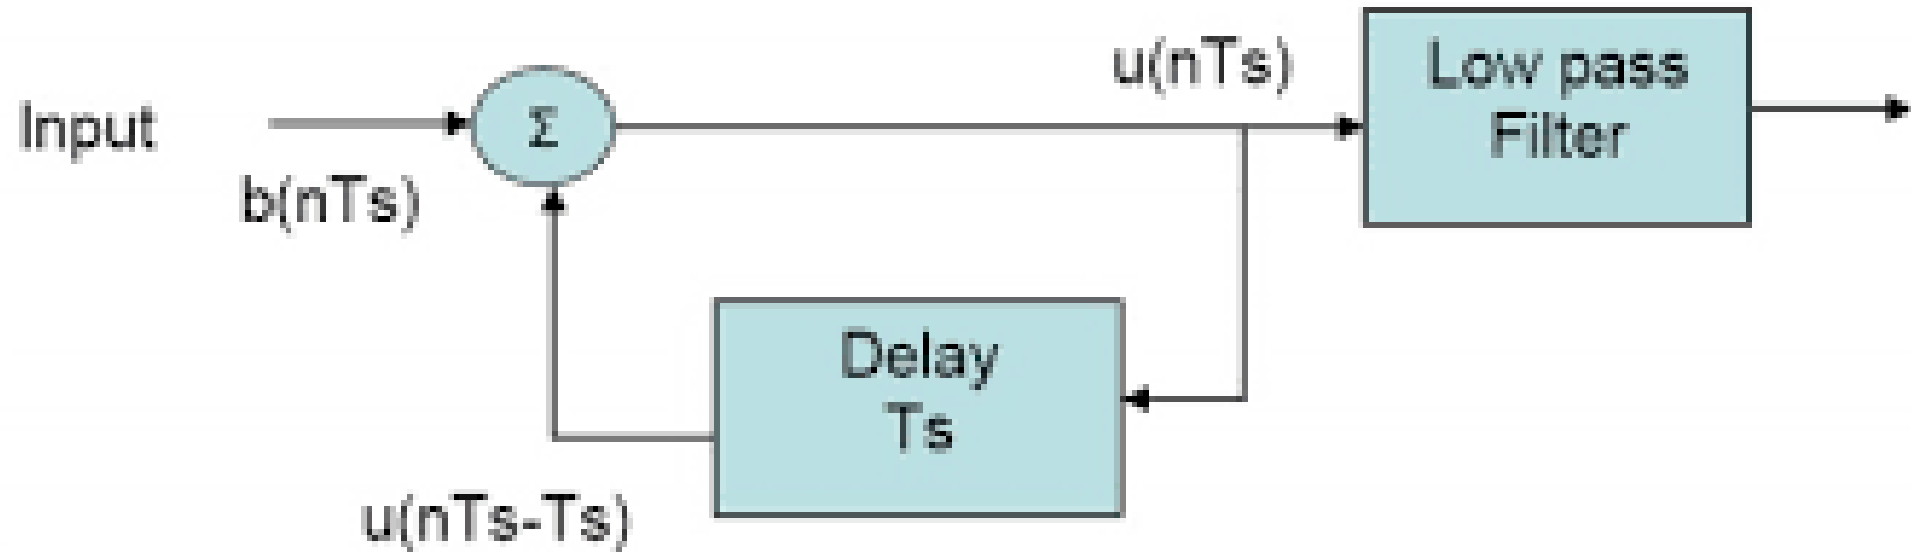 Input
b(nTs)
Σ
u(nTs)
Low pass
Filter
Delay
Ts
u(nTs-Ts)